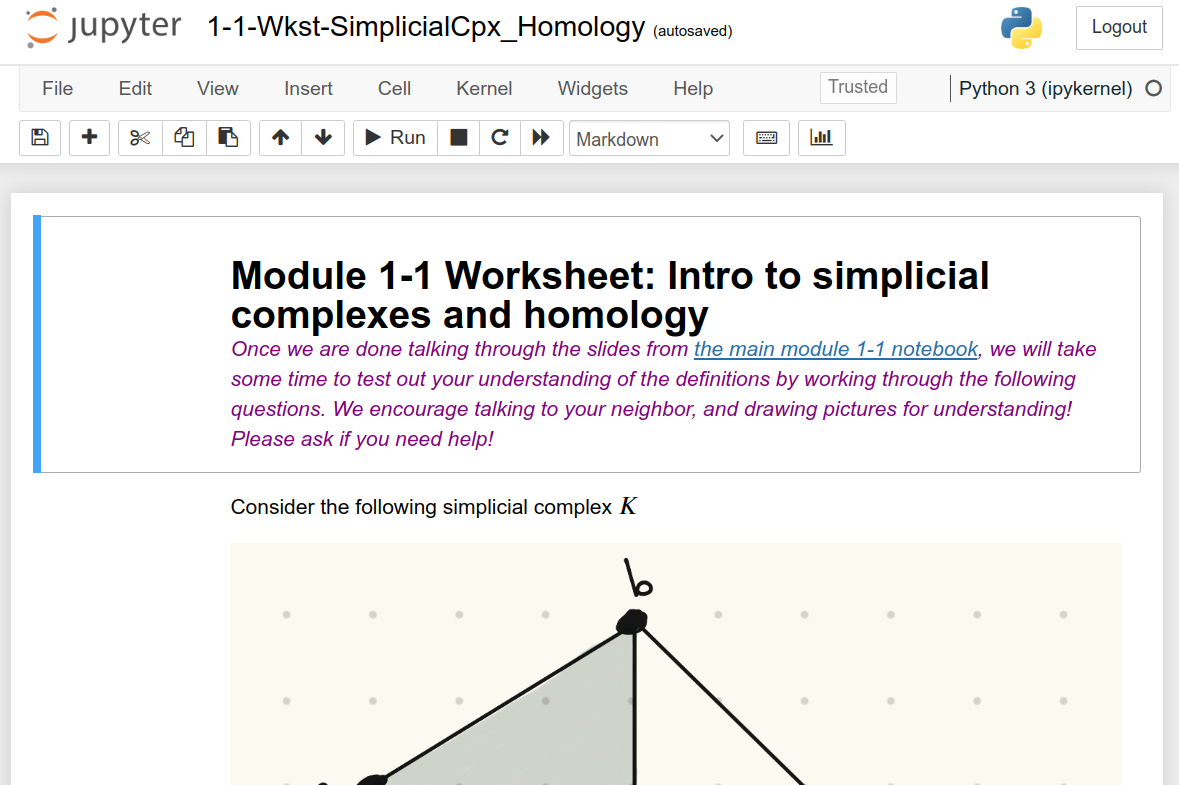 jupyter 1-1-Wkst-SimplicialCpx_Homology (autosaved) Logout
File Edit View Insert Cell Kernel Widgets Help Trusted Python 3 (ipykernel)
Run Markdown
Module 1-1 Worksheet: Intro to simplicial
complexes and homology
Once we are done talking through the slides from the main module 1-1 notebook, we will take
some time to test out your understanding of the definitions by working through the following
questions. We encourage talking to your neighbor, and drawing pictures for understanding!
Please ask if you need help!
Consider the following simplicial complex K
b